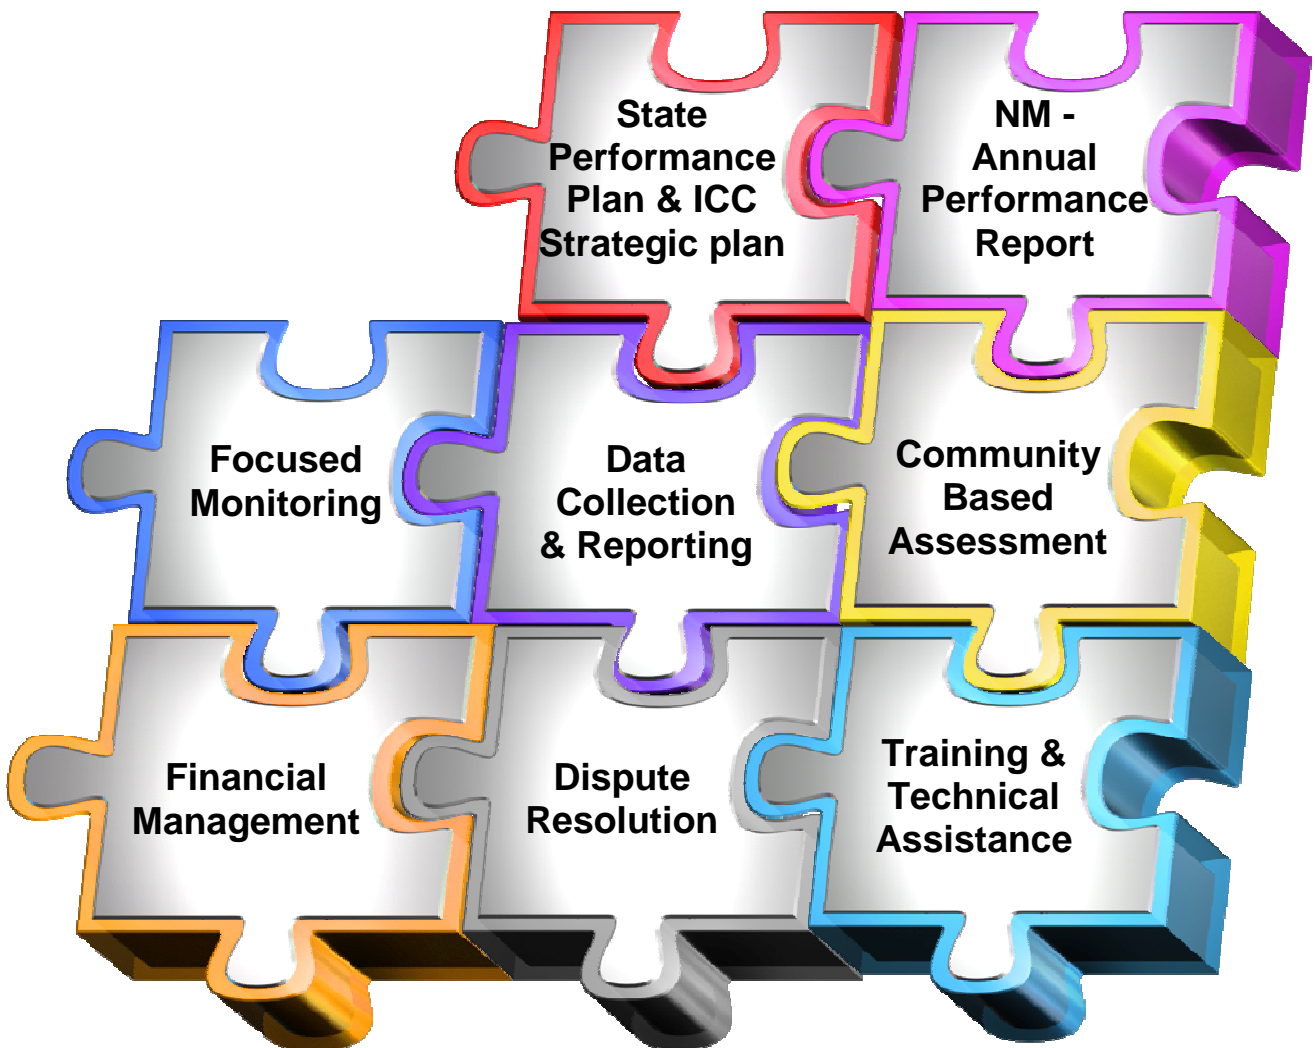 State
Performance
Plan & ICC
Strategic plan
NM -
Annual
Performance
Report
Focused
Monitoring
Data
Collection
& Reporting
Community
Based
Assessment
Financial
Management
Dispute
Resolution
Training &
Technical
Assistance